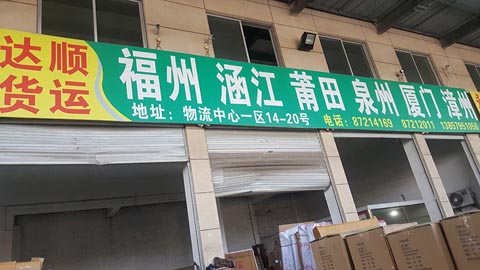 达顺
货运
福州 涵江 莆田 泉州 厦门 漳州
地址：物流中心一区14-20号
电话：87214169 87212011 13067951056